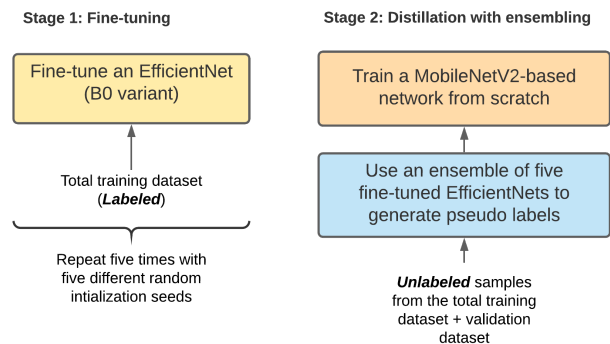 Stage 1: Fine-tuning
Fine-tune an EfficientNet
(B0 variant)
Total training dataset
(Labeled)
Repeat five times with
five different random
intialization seeds
Stage 2: Distillation with ensembling
Train a MobileNetV2-based
network from scratch
Use an ensemble of five
fine-tuned EfficientNets to
generate pseudo labels
Unlabeled samples
from the total training
dataset + validation
dataset